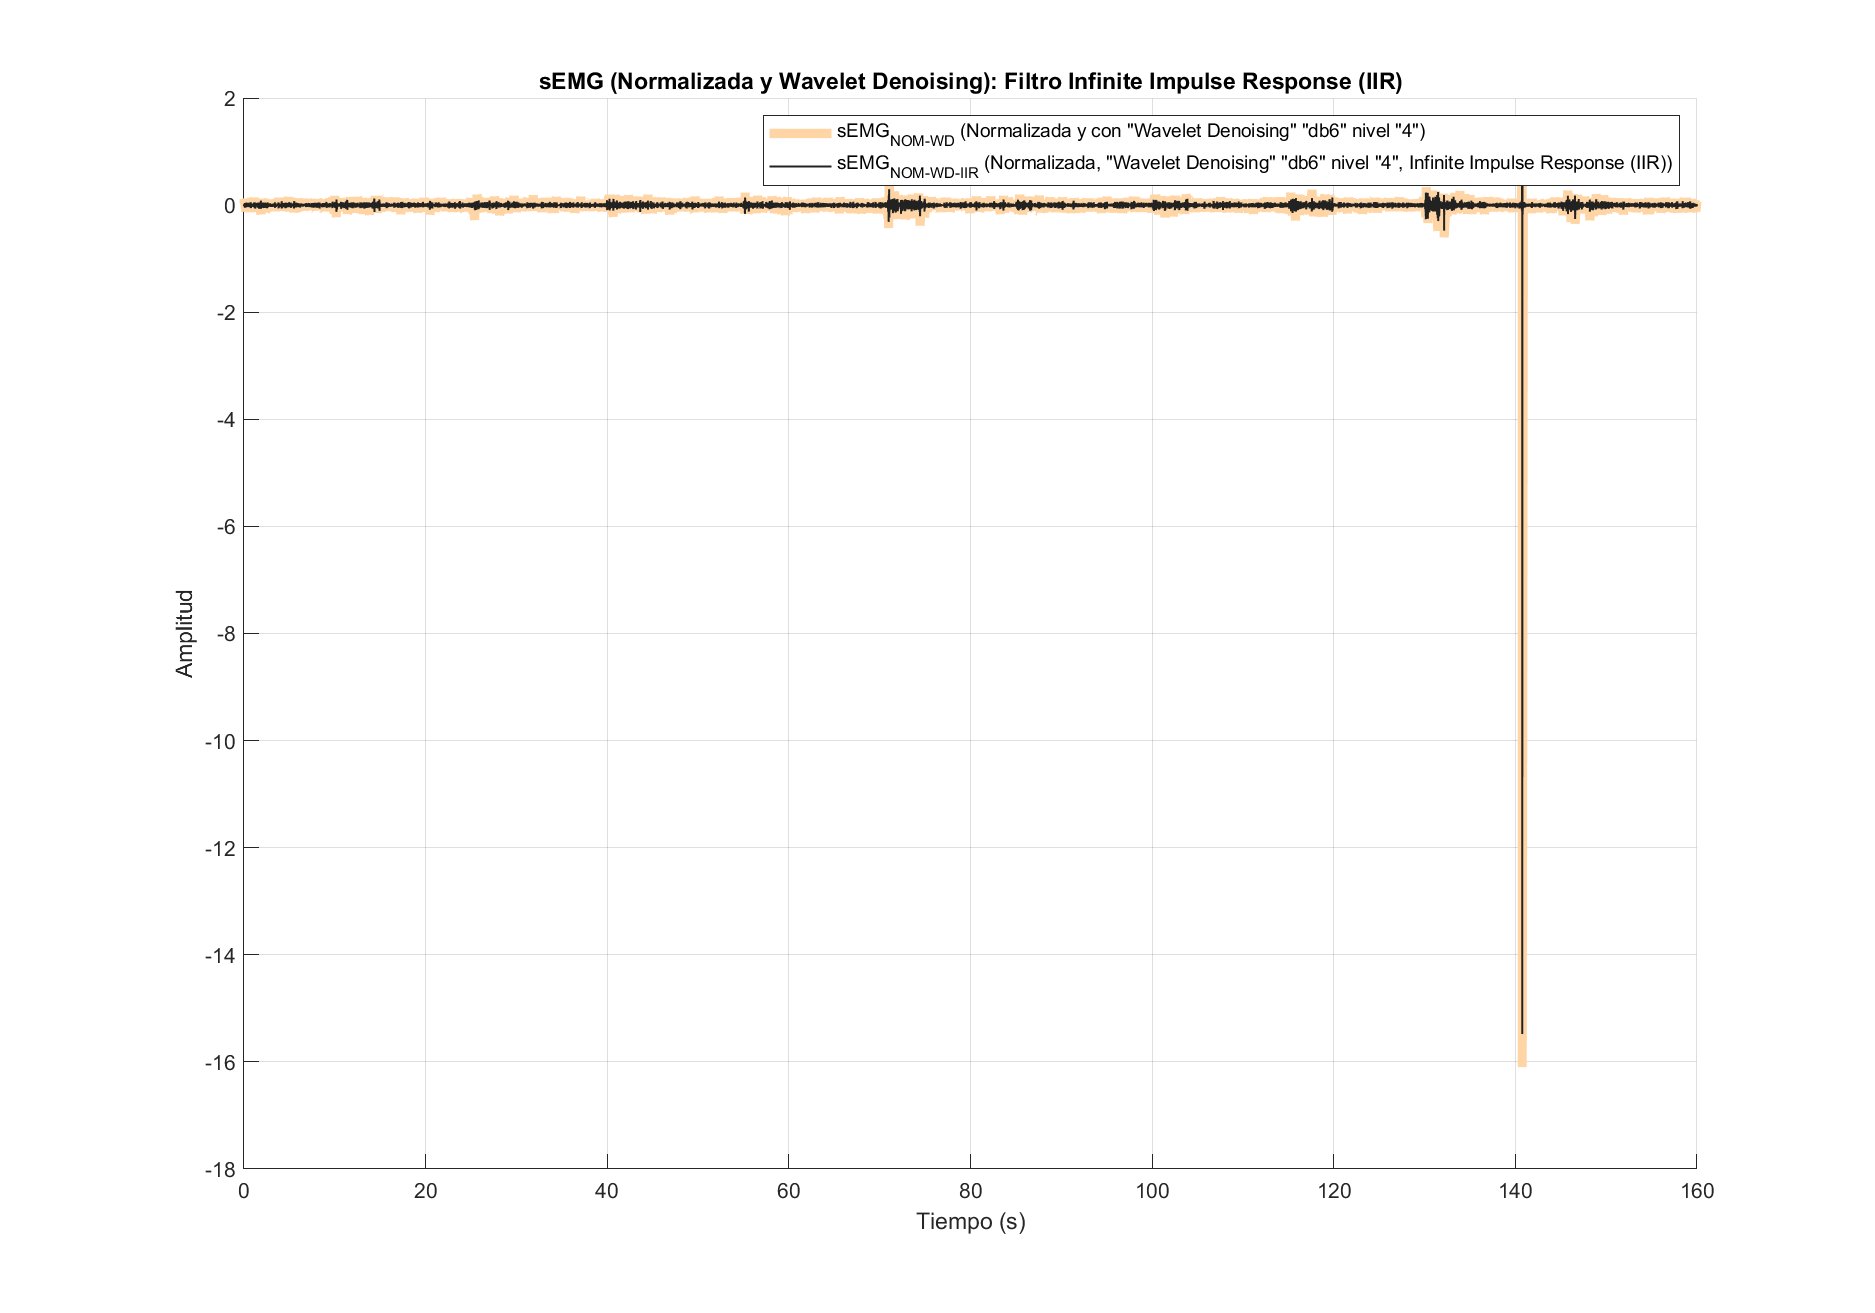 sEMG (Normalizada y Wavelet Denoising): Filtro Infinite Impulse Response (IIR)
sEMG_NOM-WD (Normalizada y con "Wavelet Denoising" "db6" nivel "4")
sEMG_NOM-WD-IIR (Normalizada, "Wavelet Denoising" "db6" nivel "4", Infinite Impulse Response (IIR))
2
0
-2
-4
-6
-8
-10
-12
-14
-16
-18
Amplitud
0 20 40 60 80 100 120 140 160
Tiempo (s)